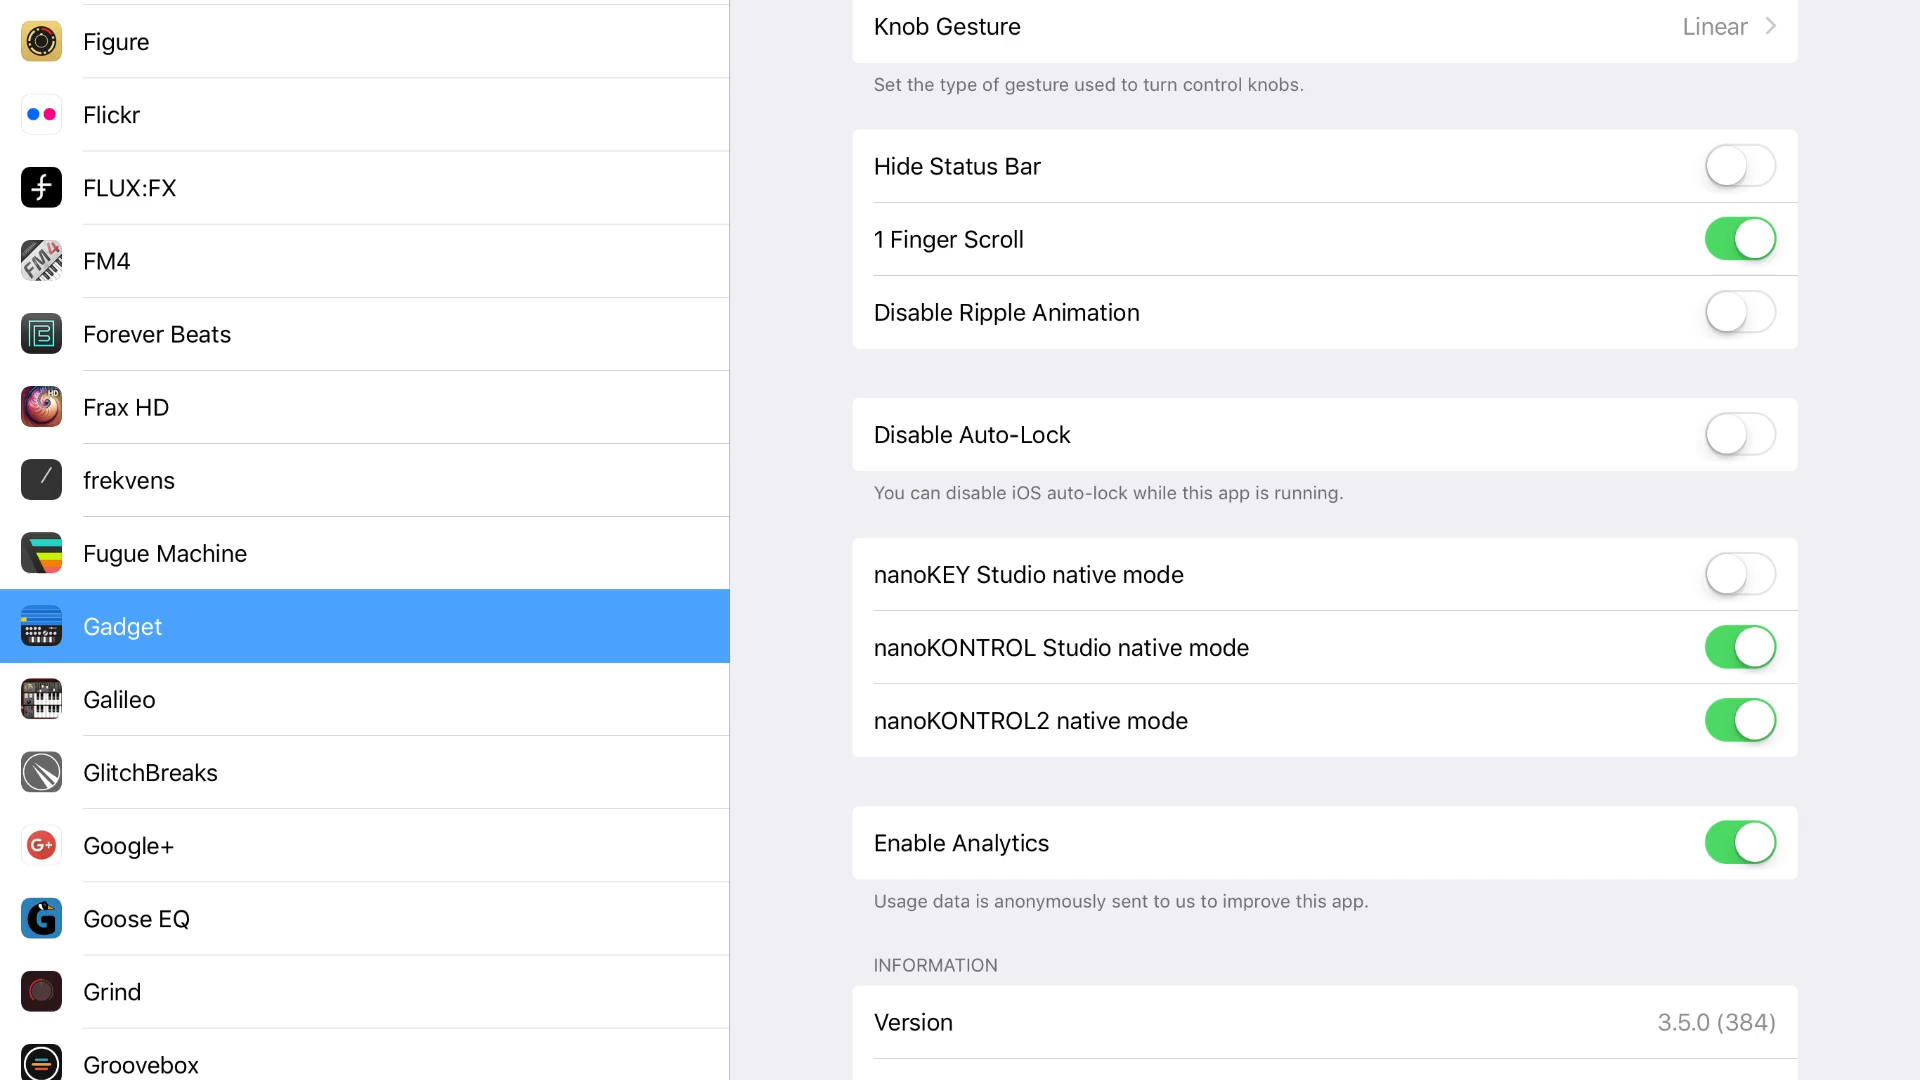 Figure
Flickr
FLUX:FX
FM4
FM4
Forever Beats
HD
Frax HD
frekvens
Fugue Machine
Gadget
Galileo
GlitchBreaks
G+
Google+
G
Goose EQ
Grind
Groovebox
Knob Gesture
Linear
Set the type of gesture used to turn control knobs.
Hide Status Bar
1 Finger Scroll
Disable Ripple Animation
Disable Auto-Lock
You can disable iOS auto-lock while this app is running.
nanoKEY Studio native mode
nanoKONTROL Studio native mode
nanoKONTROL2 native mode
Enable Analytics
Usage data is anonymously sent to us to improve this app.
INFORMATION
Version
3.5.0 (384)